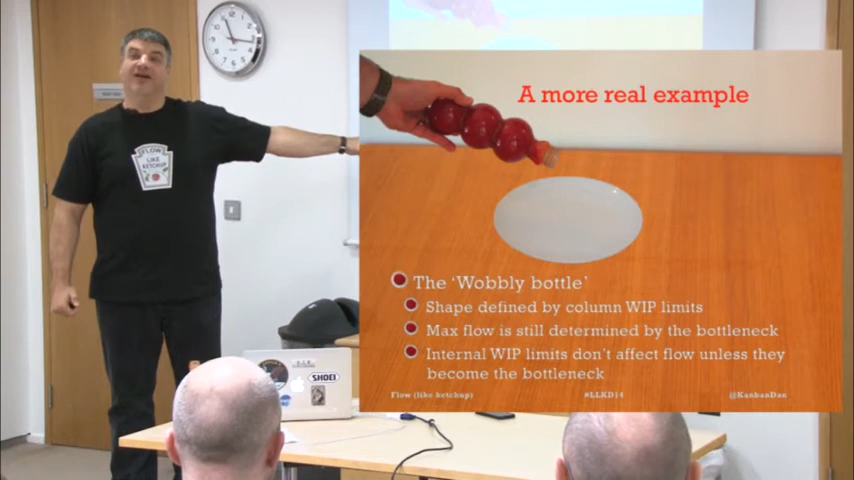 FLOW
LIKE
KETCHUP
A more real example
The ‘Wobbly bottle’
Shape defined by column WIP limits
Max flow is still determined by the bottleneck
Internal WIP limits don’t affect flow unless they
become the bottleneck
SHOEI
Flow (like ketchup)
#LLKD14
@KanbanDan